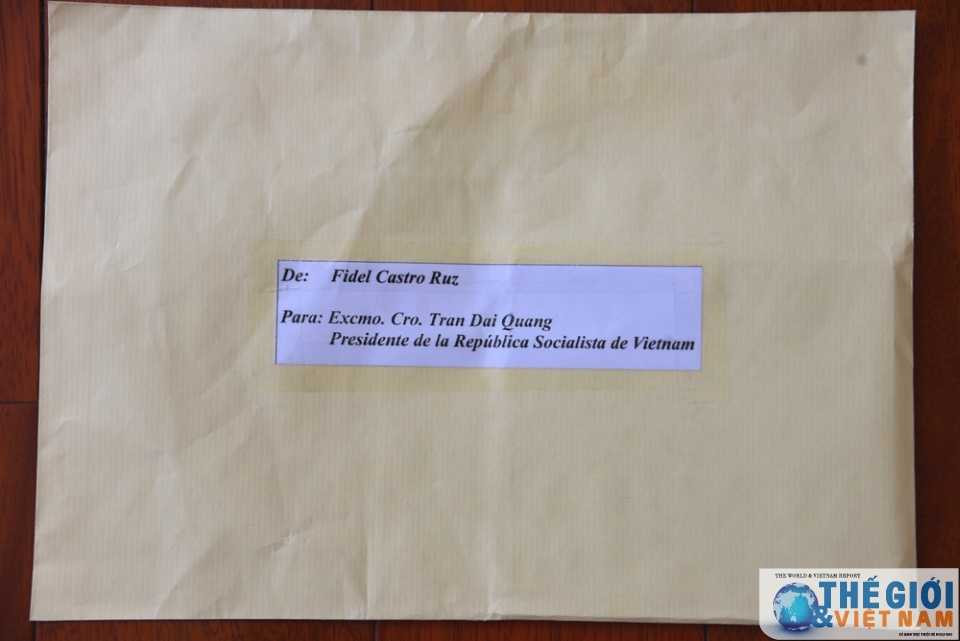 De: Fidel Castro Ruz
Para: Excmo. Cro. Tran Dai Quang
Presidente de la República Socialista de Vietnam
THE WORLD & VIETNAM REPORT
THẾ GIỚI
& VIỆT NAM